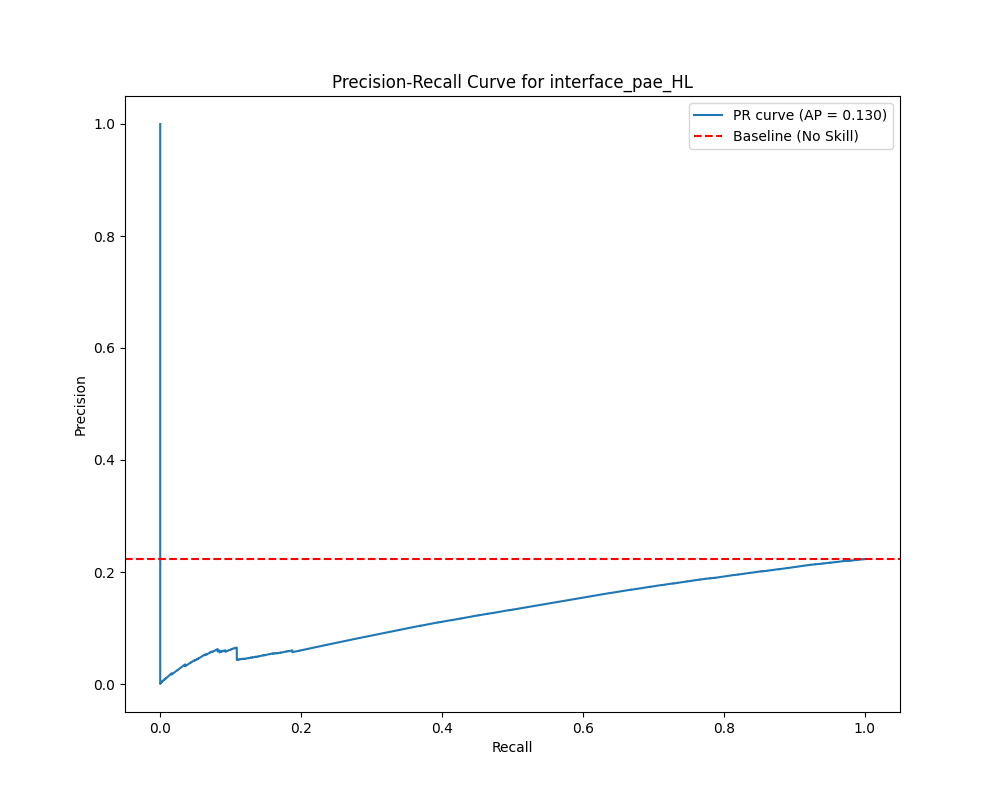 Precision-Recall Curve for interface_pae_HL
PR curve (AP = 0.130)
Baseline (No Skill)
1.0
0.8
0.6
0.4
0.2
0.0
Precision
0.0 0.2 0.4 0.6 0.8 1.0
Recall